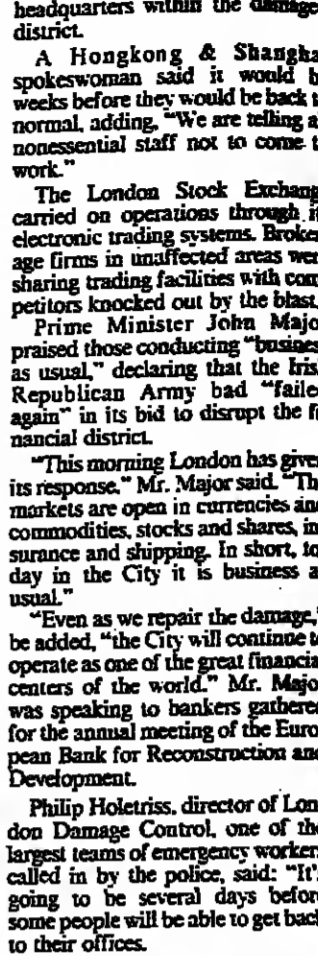 headquarters within the damage
district.
A Hongkong & Shangha
spokeswoman said it would b
weeks before they would be back t
normal, adding, "We are telling a
nonessential staff not to come t
work."
The London Stock Exchang
carried on operations through it
electronic trading systems. Broker
age firms in unaffected areas wer
sharing trading facilities with com
petitors knocked out by the blast.
Prime Minister John Majo
praised those conducting "busines
as usual," declaring that the Iris
Republican Army had "faile
again" in its bid to disrupt the fi
nancial district.
"This morning London has give
its response." Mr. Major said. "Th
markets are open in currencies and
commodities, stocks and shares, in
surance and shipping. In short, to
day in the City it is business a
usual."
"Even as we repair the damage,"
he added, "the City will continue to
operate as one of the great financia
centers of the world." Mr. Majo
was speaking to bankers gathered
for the annual meeting of the Euro
pean Bank for Reconstruction and
Development.
Philip Holetriss, director of Lon
don Damage Control, one of the
largest teams of emergency worker
called in by the police, said: "It's
going to be several days before
some people will be able to get back
to their offices.